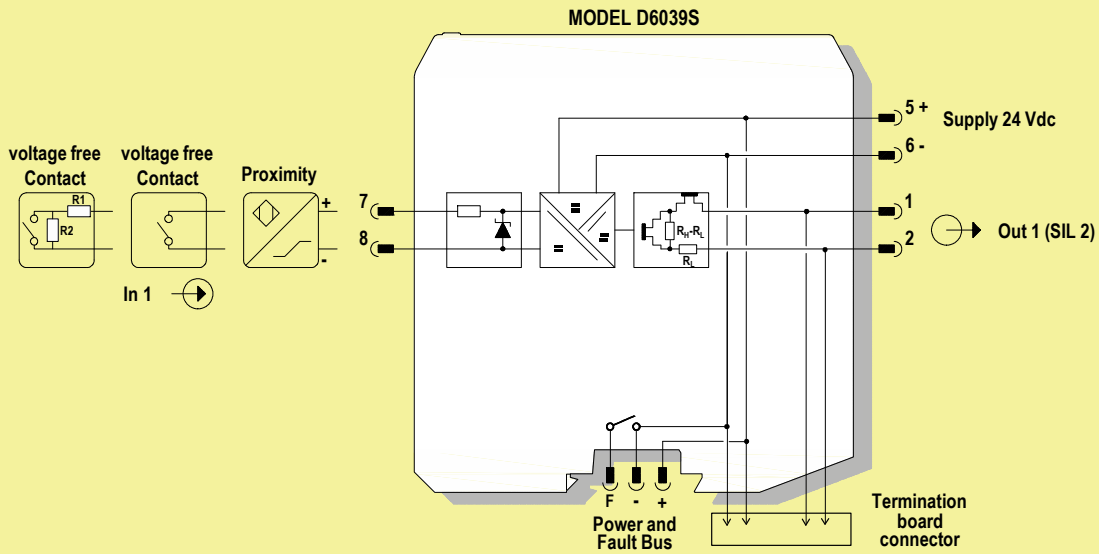 MODEL D6039S
5 +
Supply 24 Vdc
6 -
voltage free
Contact
voltage free
Contact
Proximity
R1
R2
+
-
7
8
In 1
RH-RL
RL
1
2
Out 1 (SIL 2)
F
-
+
Power and
Fault Bus
Termination
board
connector